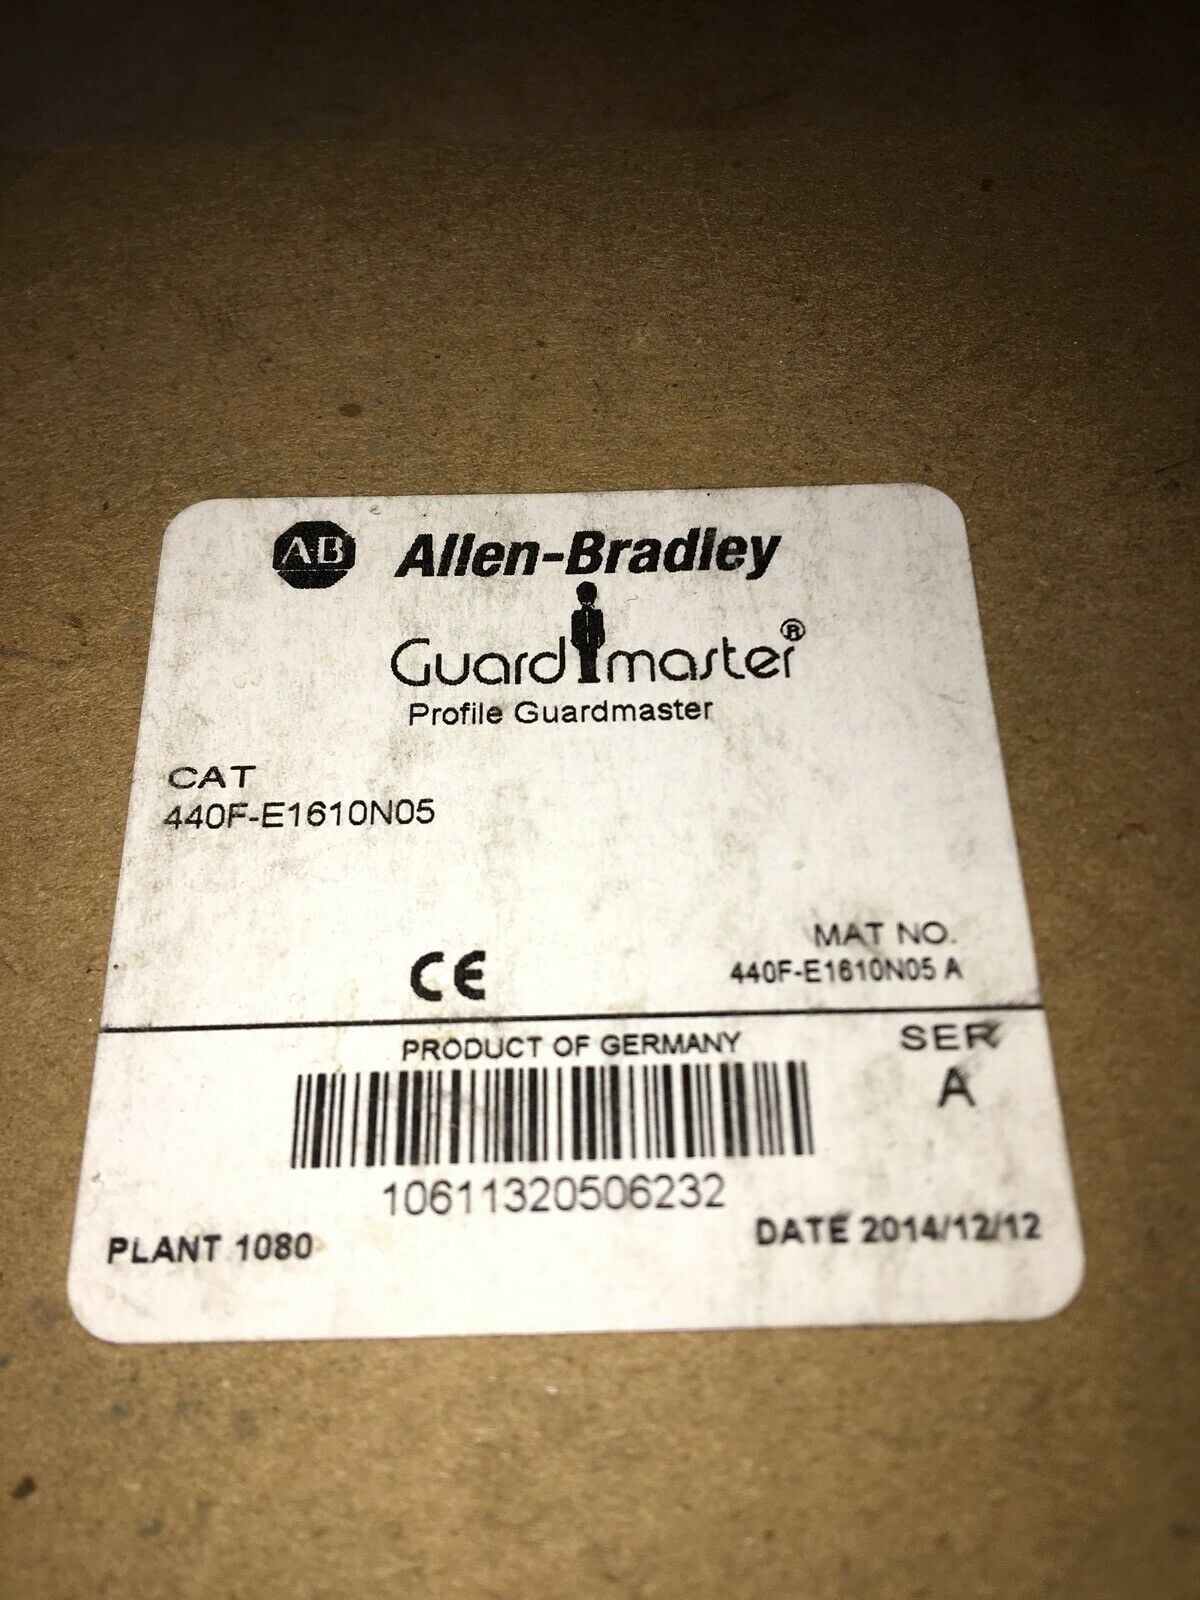 AB Allen-Bradley
Guardmaster®
Profile Guardmaster
CAT
440F-E1610N05
MAT NO.
CE 440F-E1610N05 A
PRODUCT OF GERMANY SER
A
10611320506232
PLANT 1080 DATE 2014/12/12